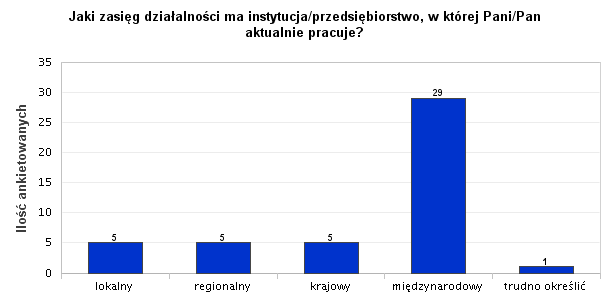 Jaki zasięg działalności ma instytucja/przedsiębiorstwo, w której Pani/Pan
aktualnie pracuje?
Ilość ankietowanych
35
30
25
20
15
10
5
0
5
5
5
29
1
lokalny
regionalny
krajowy
międzynarodowy
trudno określić